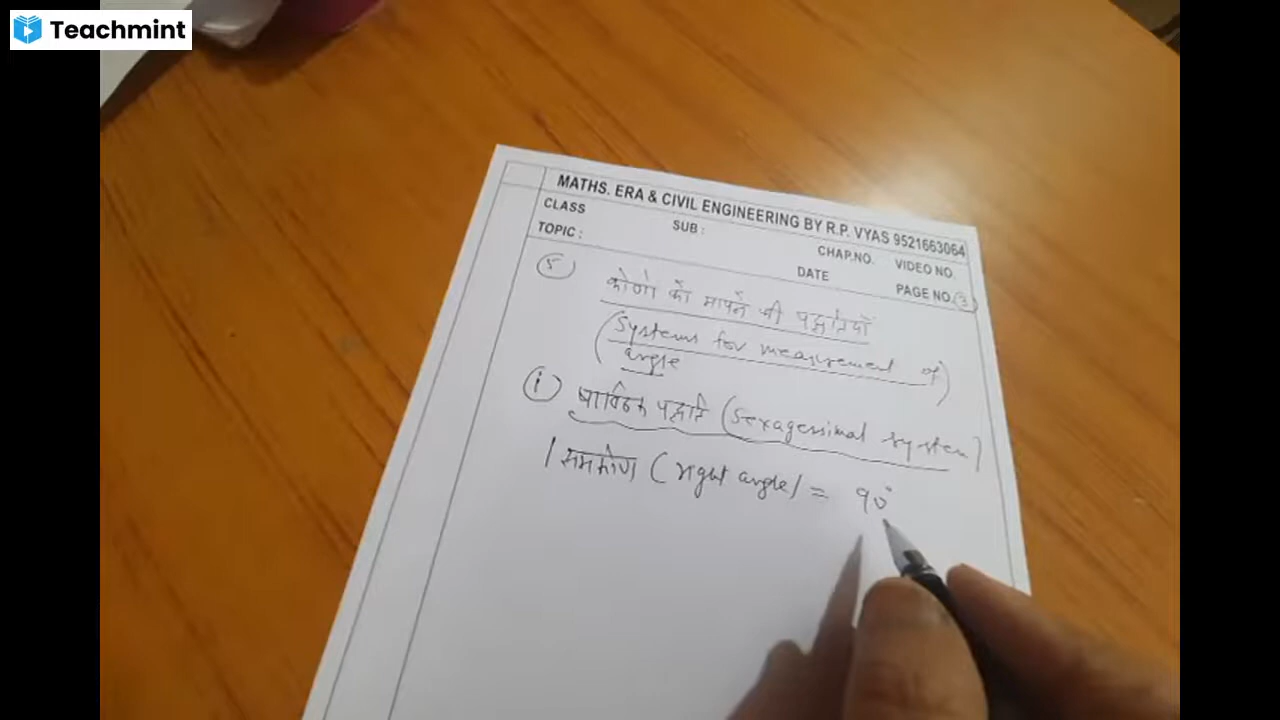 Teachmint
MATHS. ERA & CIVIL ENGINEERING BY R.P. VYAS 9521663064
CLASS SUB : CHAP.NO. VIDEO NO.
TOPIC : DATE PAGE NO. 3
5 कोणों को मापने की पद्धतियाँ
(Systems for measurement of
angle)
(i) षाष्ठिक पद्धति (Sexagesimal system)
1 समकोण (right angle) = 90°